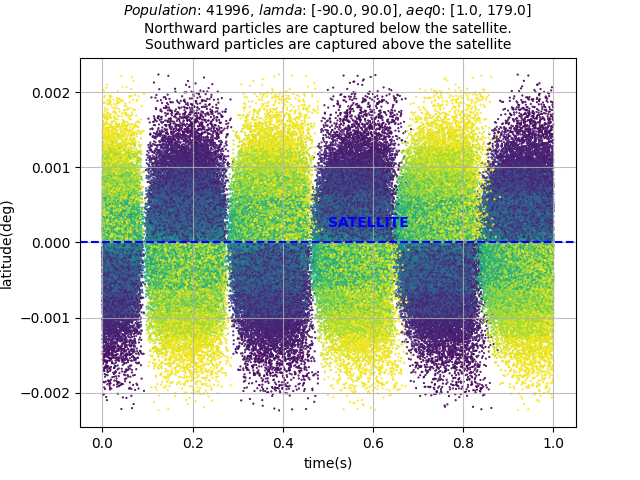 Population: 41996, lamda: [-90.0, 90.0], aeq0: [1.0, 179.0]
Northward particles are captured below the satellite.
Southward particles are captured above the satellite
latitude(deg)
0.002
0.001
0.000
−0.001
−0.002
SATELLITE
0.0 0.2 0.4 0.6 0.8 1.0
time(s)